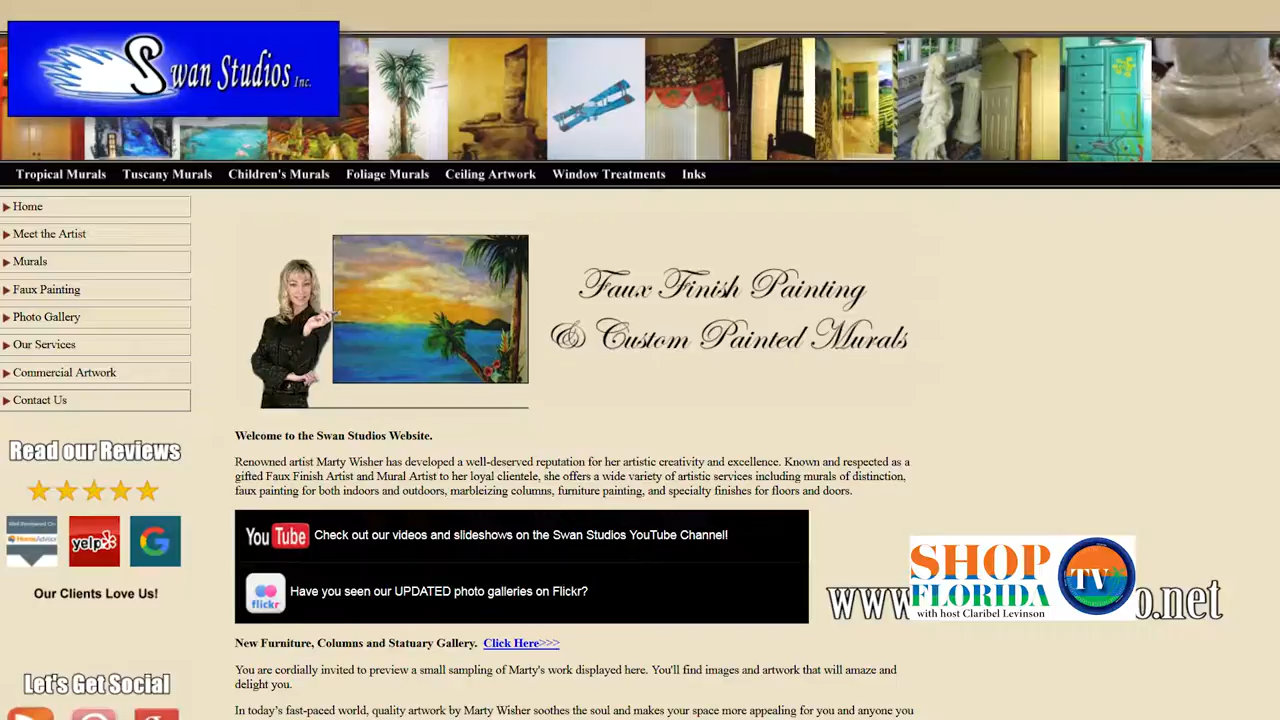 Swan Studios Inc.
Tropical Murals Tuscany Murals Children's Murals Foliage Murals Ceiling Artwork Window Treatments Inks
Home
Meet the Artist
Murals
Faux Painting
Photo Gallery
Our Services
Commercial Artwork
Contact Us
Read our Reviews
HomeAdvisor
yelp
G
Our Clients Love Us!
Let's Get Social
Faux Finish Painting
& Custom Painted Murals
Welcome to the Swan Studios Website.
Renowned artist Marty Wisher has developed a well-deserved reputation for her artistic creativity and excellence. Known and respected as a
gifted Faux Finish Artist and Mural Artist to her loyal clientele, she offers a wide variety of artistic services including murals of distinction,
faux painting for both indoors and outdoors, marbleizing columns, furniture painting, and specialty finishes for floors and doors.
YouTube Check out our videos and slideshows on the Swan Studios YouTube Channel!
flickr Have you seen our UPDATED photo galleries on Flickr?
New Furniture, Columns and Statuary Gallery. Click Here>>>
You are cordially invited to preview a small sampling of Marty's work displayed here. You'll find images and artwork that will amaze and
delight you.
In today's fast-paced world, quality artwork by Marty Wisher soothes the soul and makes your space more appealing for you and anyone you
SHOP
FLORIDA
TV
with host Claribel Levinson